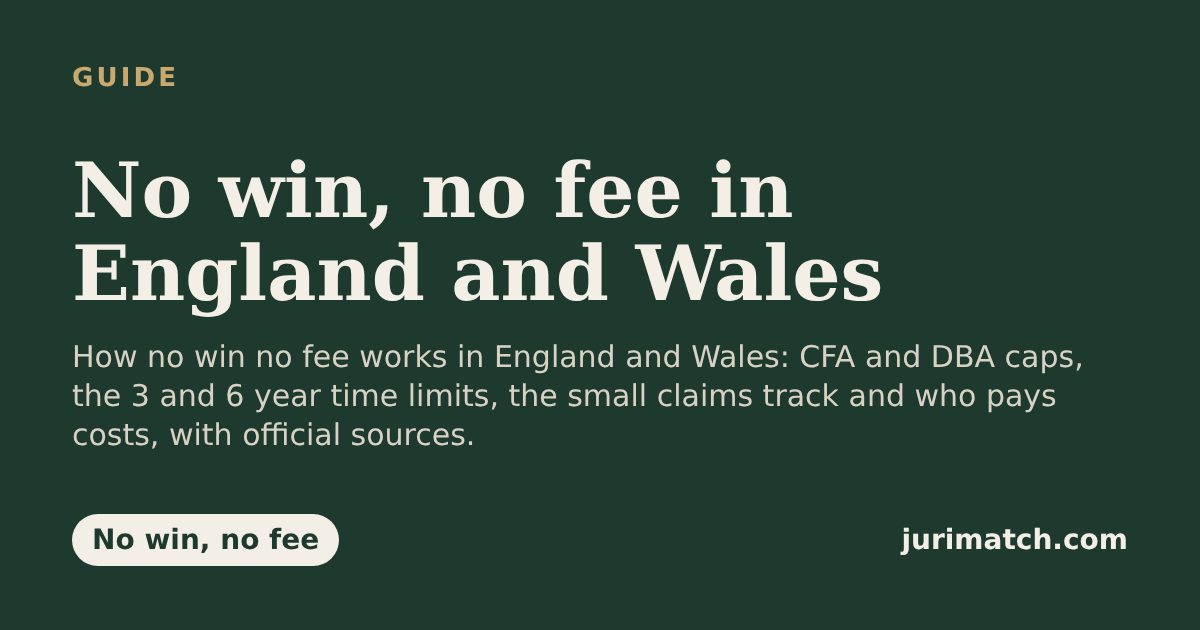 GUIDE
No win, no fee in
England and Wales
How no win no fee works in England and Wales: CFA and DBA caps,
the 3 and 6 year time limits, the small claims track and who pays
costs, with official sources.
No win, no fee
jurimatch.com